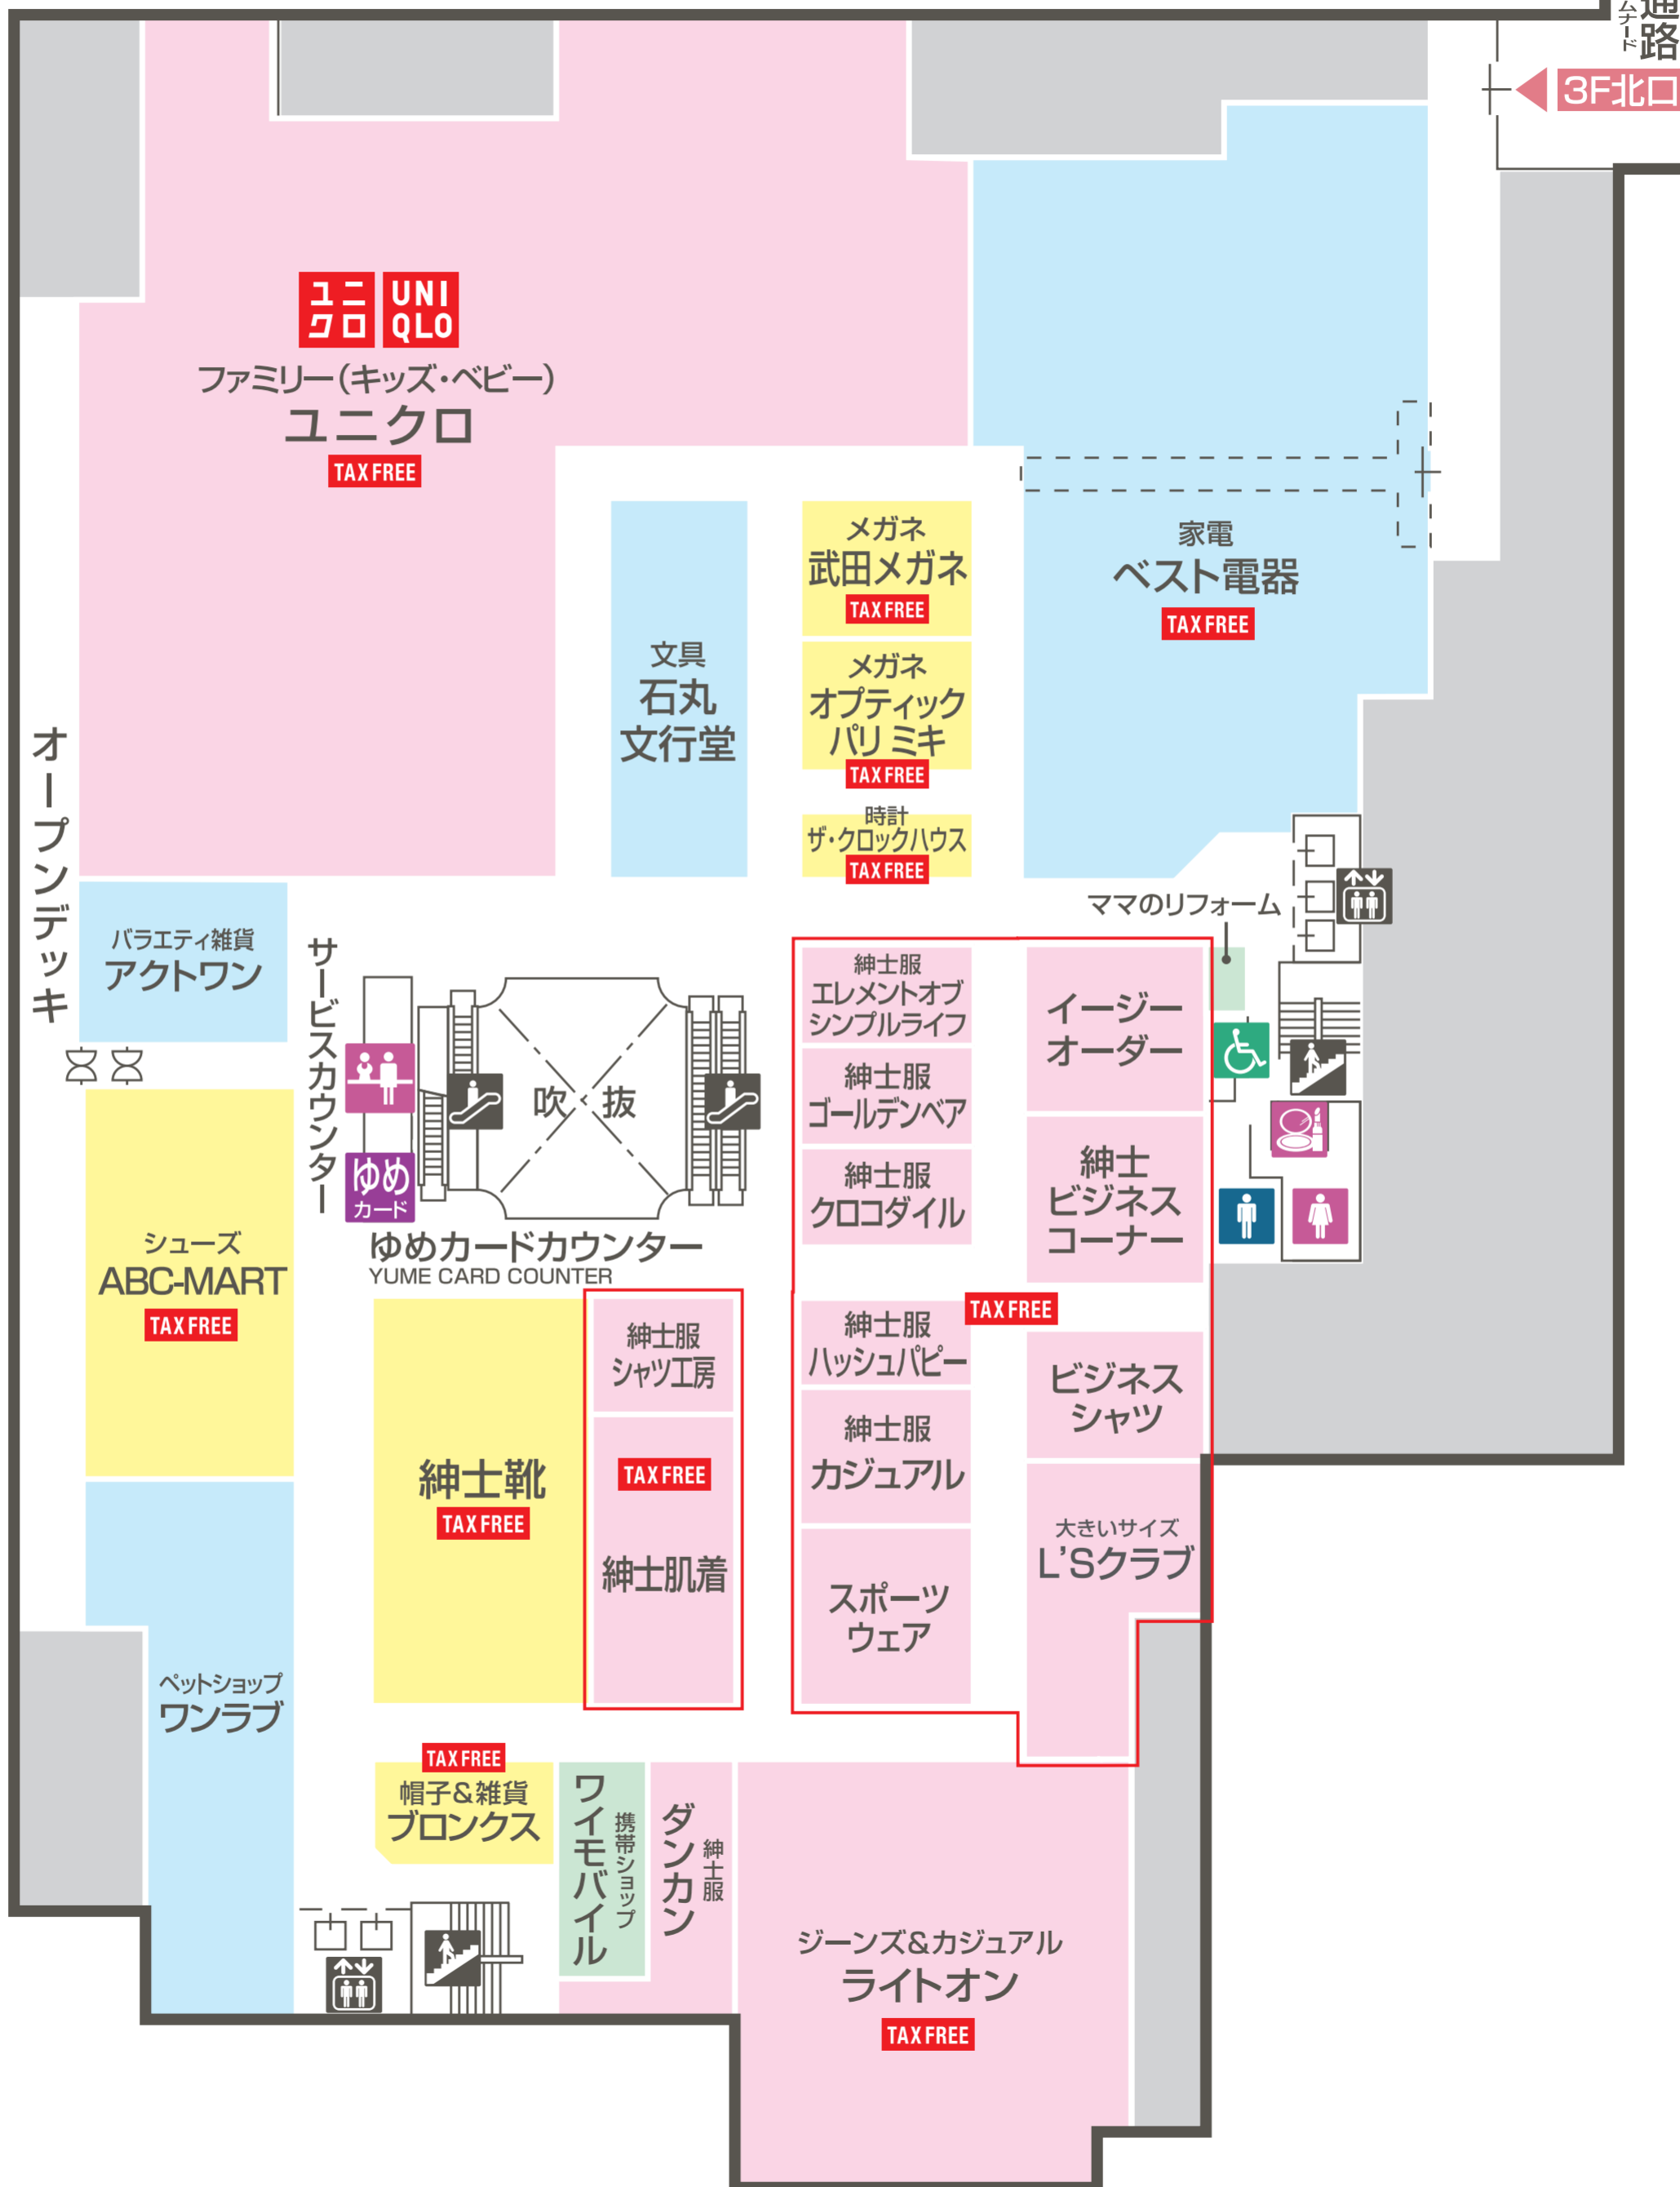 通路
ムナード
3F北口
ユニ
クロ
UNI
QLO
ファミリー(キッズ・ベビー)
ユニクロ
TAX FREE
文具
石丸
文行堂
メガネ
武田メガネ
TAX FREE
メガネ
オプティック
パリ ミキ
TAX FREE
時計
ザ・クロックハウス
TAX FREE
家電
ベスト電器
TAX FREE
オープンデッキ
バラエティ雑貨
アクトワン
サービスカウンター
ゆめ
カード
吹 抜
ゆめカードカウンター
YUME CARD COUNTER
ママのリフォーム
紳士服
エレメントオブ
シンプルライフ
紳士服
ゴールデンベア
紳士服
クロコダイル
イージー
オーダー
紳士
ビジネス
コーナー
TAX FREE
シューズ
ABC-MART
TAX FREE
紳士靴
TAX FREE
紳士服
シャツ工房
TAX FREE
紳士肌着
紳士服
ハッシュパピー
紳士服
カジュアル
スポーツ
ウェア
ビジネス
シャツ
大きいサイズ
L'Sクラブ
ペットショップ
ワンラブ
TAX FREE
帽子&雑貨
ブロンクス
携帯ショップ
ワイモバイル
紳士服
ダンカン
ジーンズ&カジュアル
ライトオン
TAX FREE